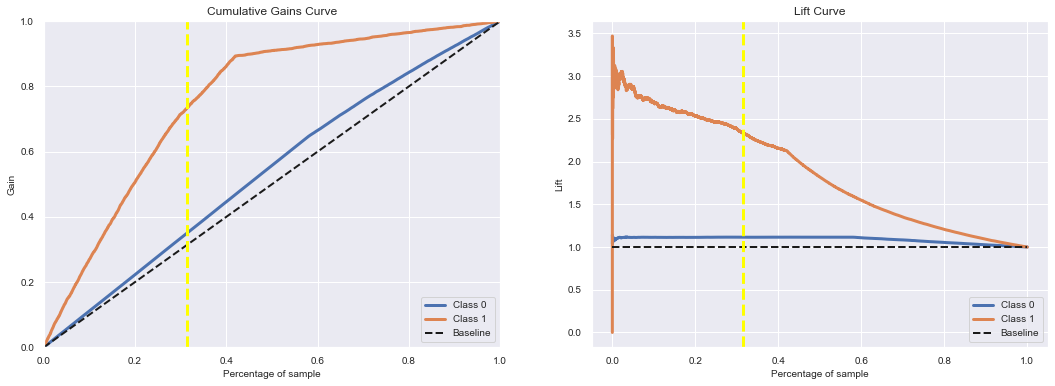 Cumulative Gains Curve
1.0
0.8
0.6
0.4
0.2
0.0
Gain
0.0 0.2 0.4 0.6 0.8 1.0
Percentage of sample
Class 0
Class 1
Baseline
Lift Curve
3.5
3.0
2.5
2.0
1.5
1.0
0.5
0.0
Lift
0.0 0.2 0.4 0.6 0.8 1.0
Percentage of sample
Class 0
Class 1
Baseline